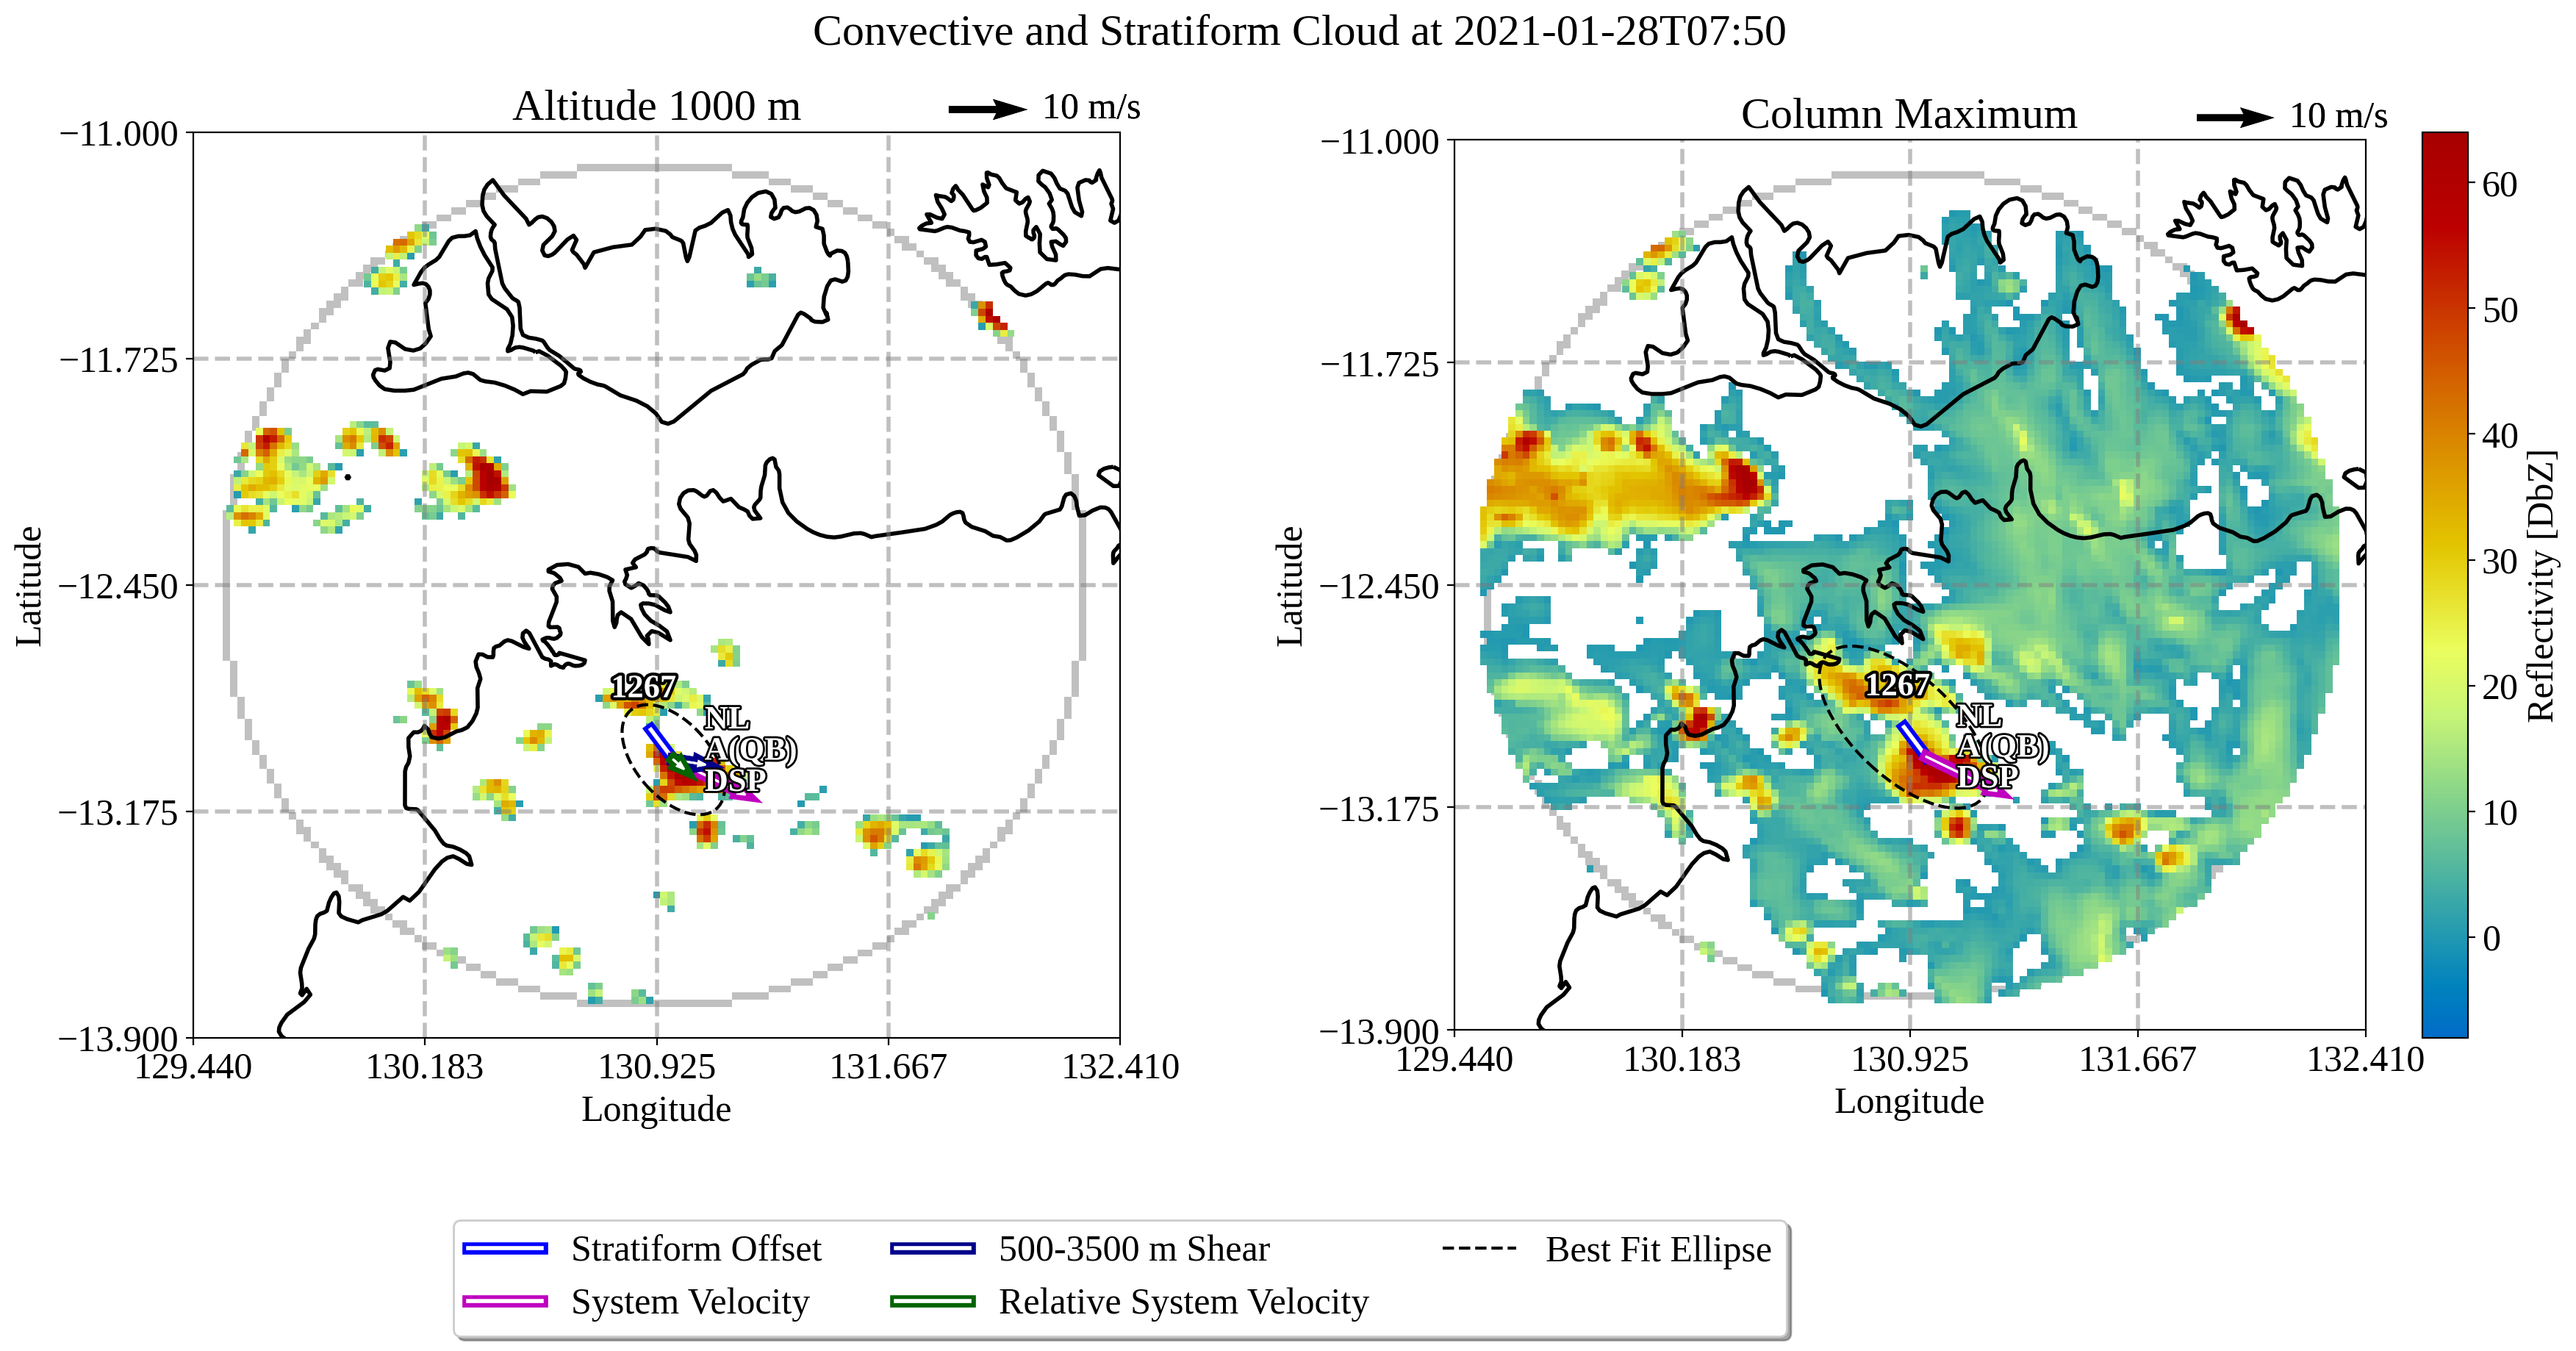 Convective and Stratiform Cloud at 2021-01-28T07:50
Altitude 1000 m
10 m/s
−11.000
−11.725
−12.450
−13.175
−13.900
Latitude
129.440
130.183
130.925
131.667
132.410
Longitude
1267
NL
A(QB)
DSP
Column Maximum
10 m/s
−11.000
−11.725
−12.450
−13.175
−13.900
Latitude
129.440
130.183
130.925
131.667
132.410
Longitude
1267
NL
A(QB)
DSP
60
50
40
30
20
10
0
Reflectivity [DbZ]
Stratiform Offset
System Velocity
500-3500 m Shear
Relative System Velocity
Best Fit Ellipse